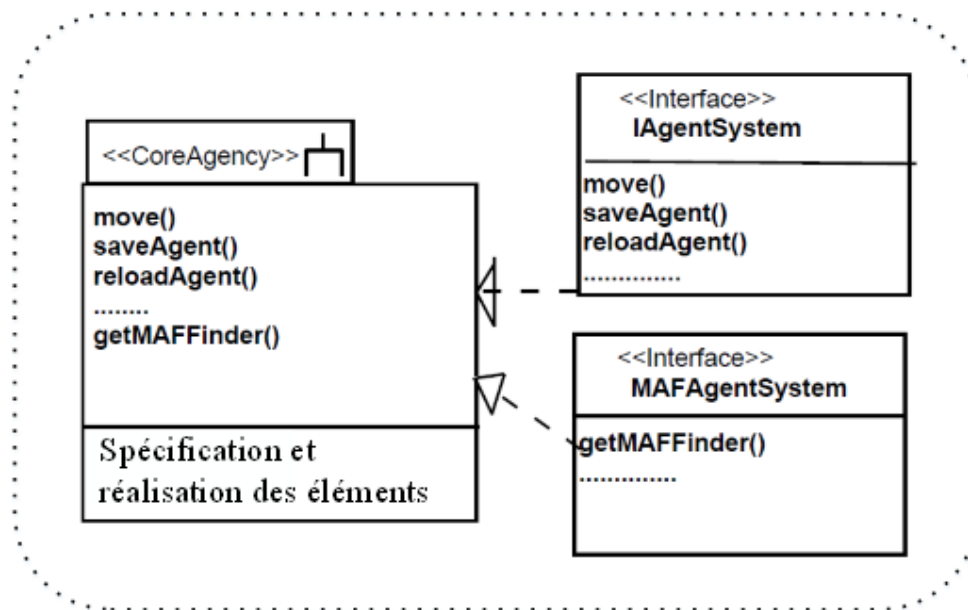 <<CoreAgency>>
move()
saveAgent()
reloadAgent()
........
getMAFFinder()
Spécification et
réalisation des éléments
<<Interface>>
IAgentSystem
move()
saveAgent()
reloadAgent()
..............
<<Interface>>
MAFAgentSystem
getMAFFinder()
..............